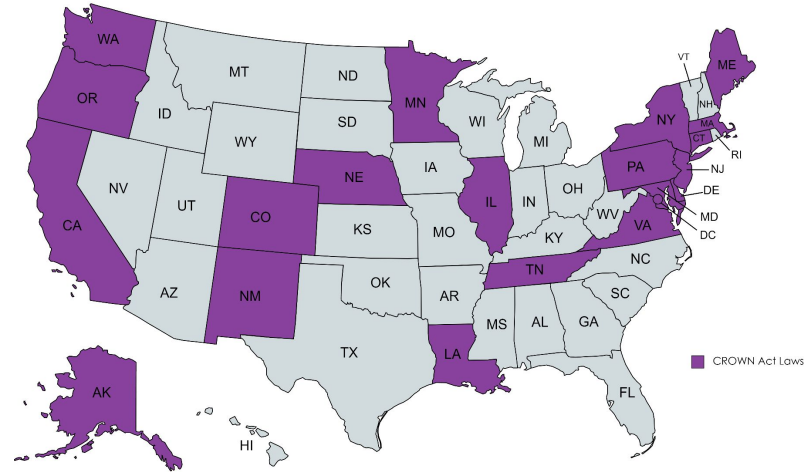 WA
OR
CA
NV
ID
MT
WY
UT
AZ
CO
NM
ND
SD
NE
KS
OK
TX
MN
IA
MO
AR
LA
WI
IL
MI
IN
OH
KY
TN
MS
AL
GA
FL
SC
NC
VA
WV
PA
NY
VT
NH
ME
MA
CT
RI
NJ
DE
MD
DC
AK
HI
CROWN Act Laws